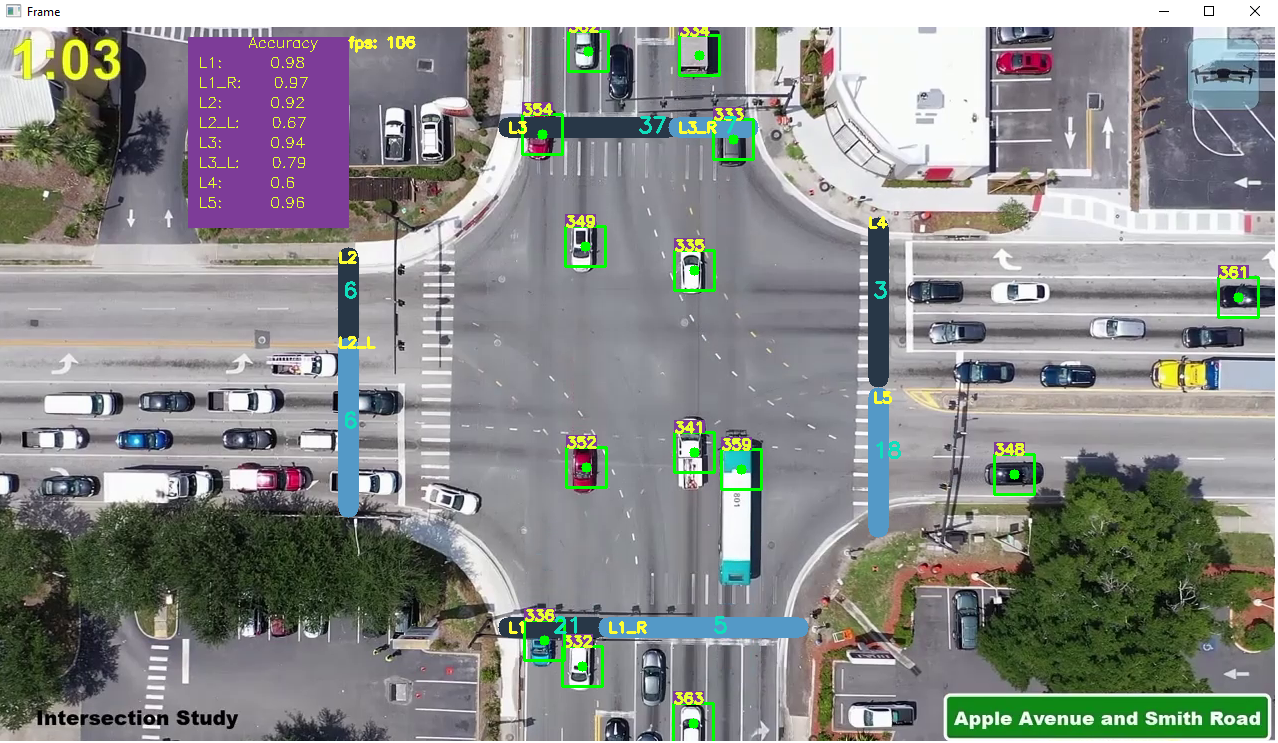 Frame
1:03
Accuracy
fps: 106
L1: 0.98
L1_R: 0.97
L2: 0.92
L2_L: 0.67
L3: 0.94
L3_L: 0.79
L4: 0.6
L5: 0.96
334
354
333
L3 37 L3_R 7
349
335
L4
L2
361
6
3
L2_L
L5
6
341
352
359
18
348
801
336
L1 21 L1_R 5
332
363
Intersection Study
Apple Avenue and Smith Road